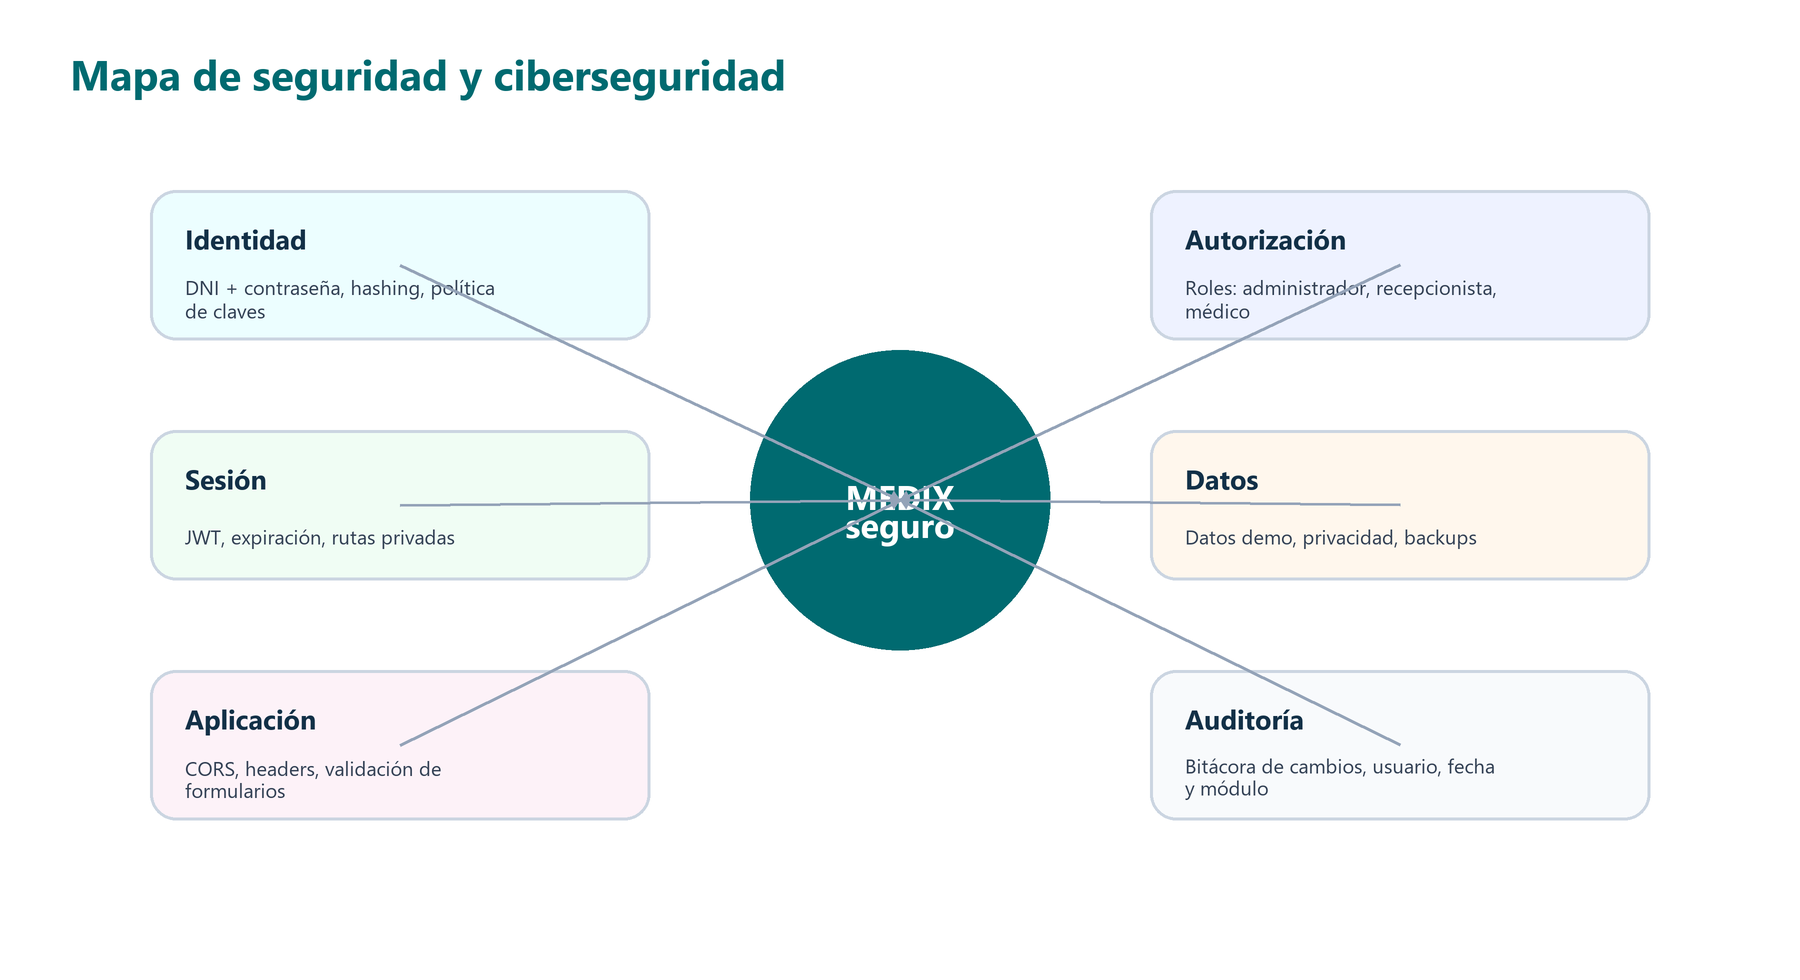 Mapa de seguridad y ciberseguridad
Identidad
DNI + contraseña, hashing, política
de claves
Autorización
Roles: administrador, recepcionista,
médico
Sesión
JWT, expiración, rutas privadas
MEDIX
seguro
Datos
Datos demo, privacidad, backups
Aplicación
CORS, headers, validación de
formularios
Auditoría
Bitácora de cambios, usuario, fecha
y módulo